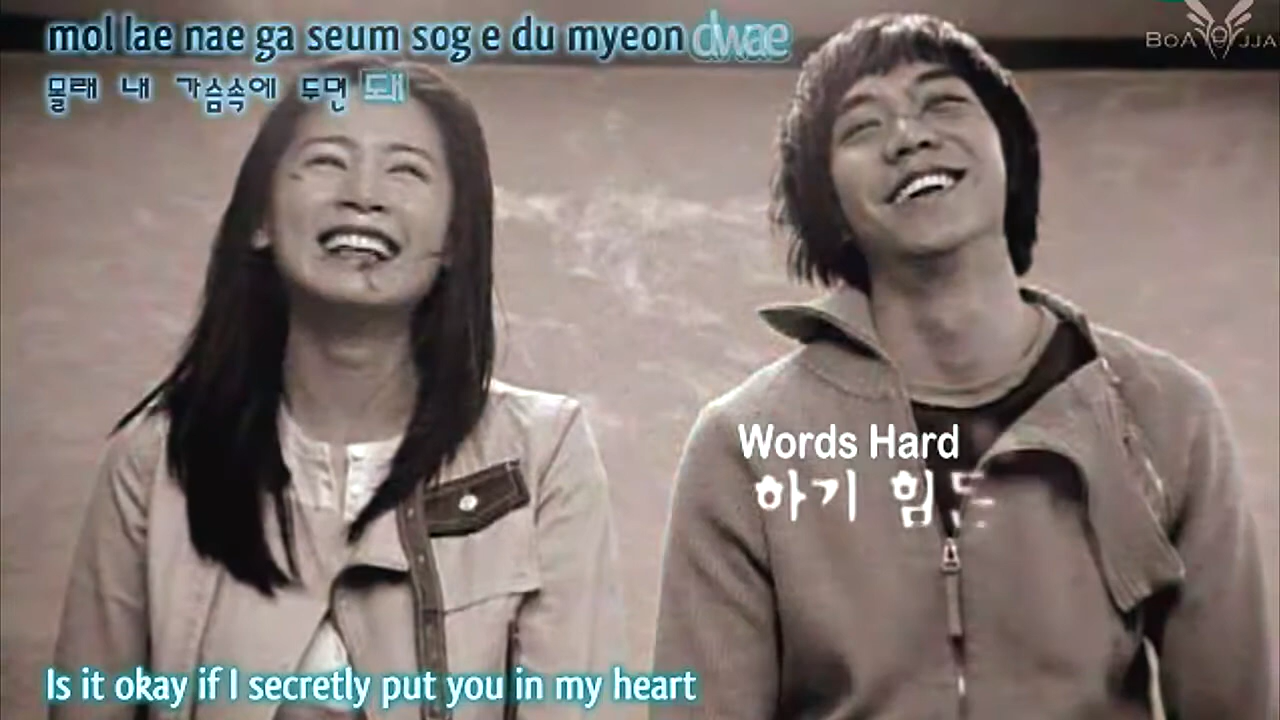 mol lae nae ga seum sog e du myeon dwae
몰래 내 가슴속에 두면 돼
BoA JJA
Words Hard
하기 힘든
Is it okay if I secretly put you in my heart